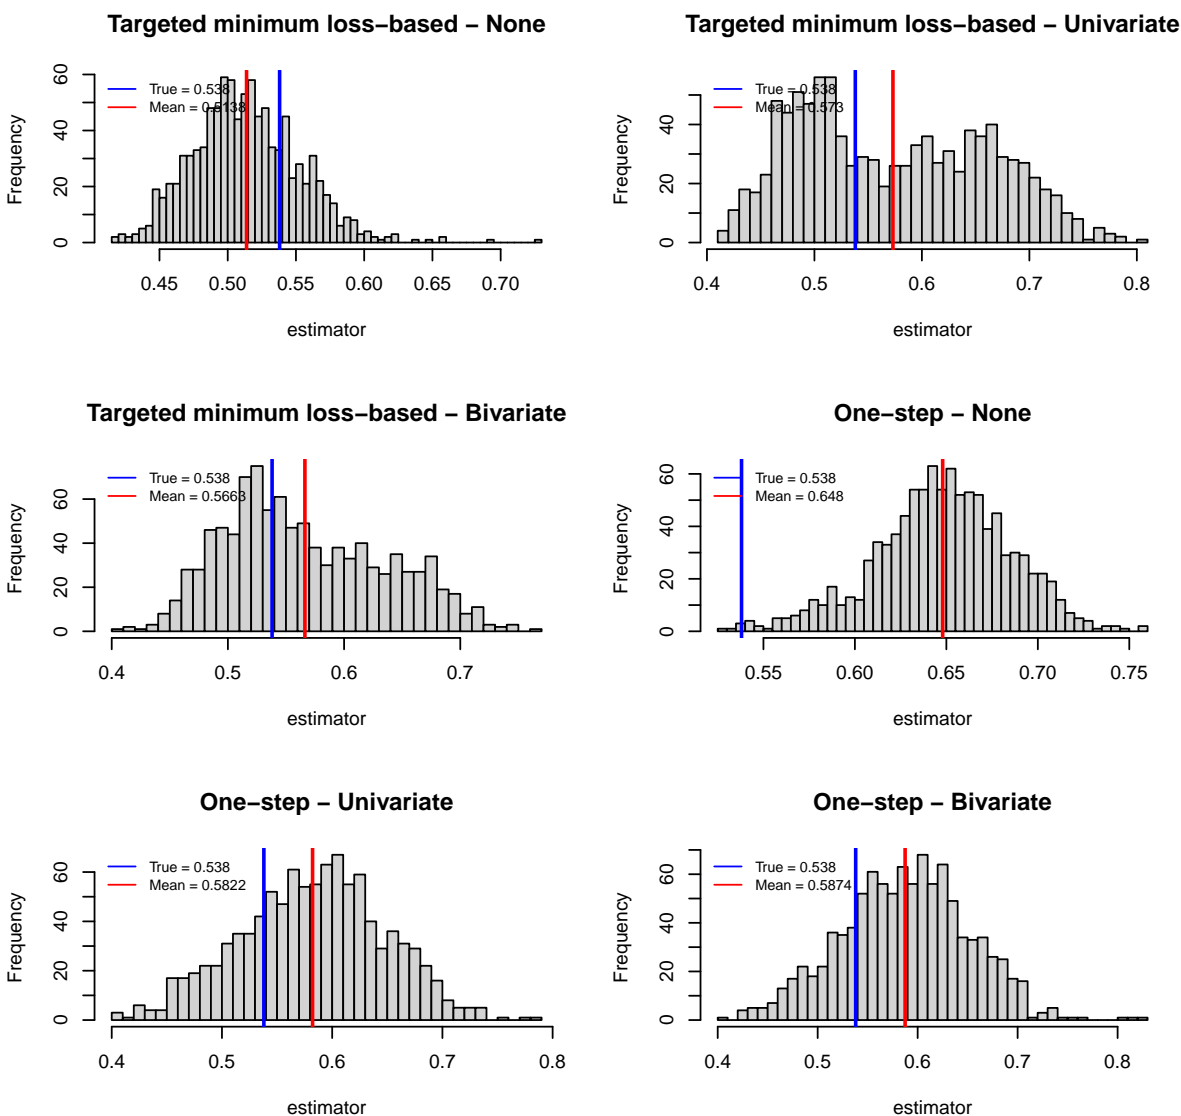 Targeted minimum loss−based − None
Frequency
0 20 40 60
True = 0.538
Mean = 0.5138
0.45 0.50 0.55 0.60 0.65 0.70
estimator
Targeted minimum loss−based − Univariate
Frequency
0 20 40
True = 0.538
Mean = 0.573
0.4 0.5 0.6 0.7 0.8
estimator
Targeted minimum loss−based − Bivariate
Frequency
0 20 40 60
True = 0.538
Mean = 0.5663
0.4 0.5 0.6 0.7
estimator
One−step − None
Frequency
0 20 40 60
True = 0.538
Mean = 0.648
0.55 0.60 0.65 0.70 0.75
estimator
One−step − Univariate
Frequency
0 20 40 60
True = 0.538
Mean = 0.5822
0.4 0.5 0.6 0.7 0.8
estimator
One−step − Bivariate
Frequency
0 20 40 60
True = 0.538
Mean = 0.5874
0.4 0.5 0.6 0.7 0.8
estimator